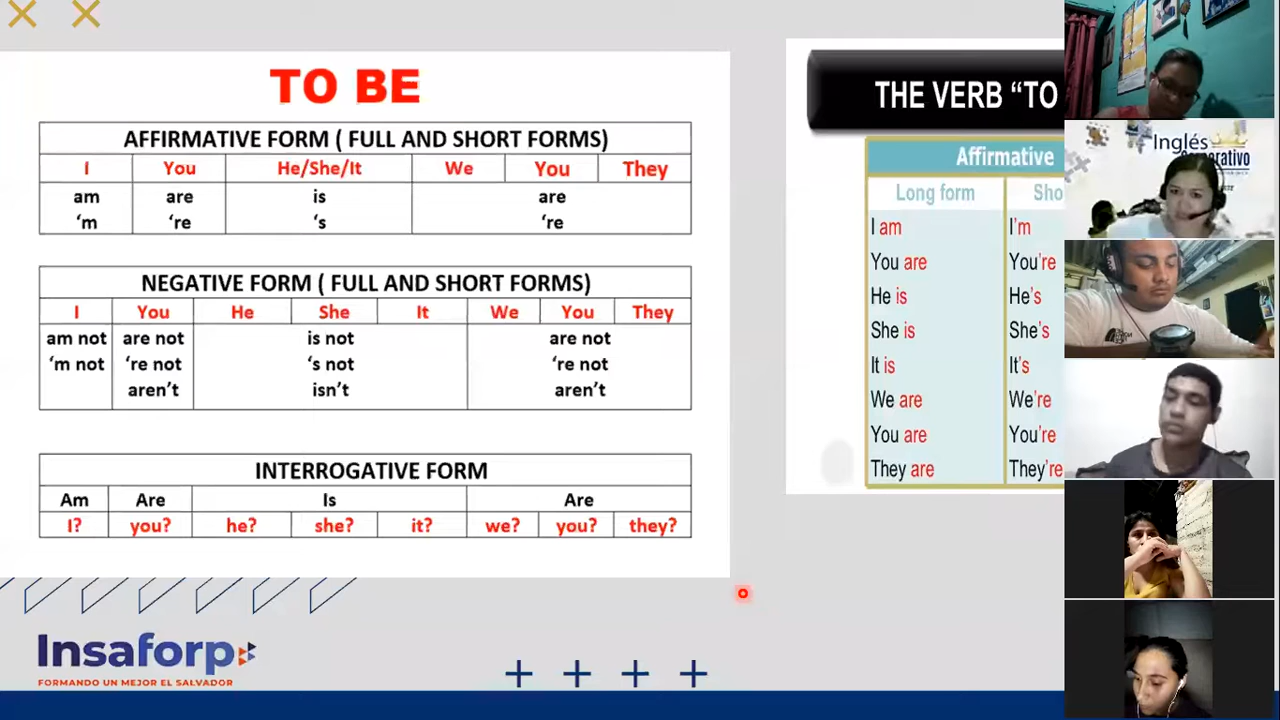 TO BE
AFFIRMATIVE FORM ( FULL AND SHORT FORMS)
I You He/She/It We You They
am are is are
‘m ‘re ‘s ‘re
NEGATIVE FORM ( FULL AND SHORT FORMS)
I You He She It We You They
am not are not is not are not
‘m not ‘re not ‘s not ‘re not
aren’t isn’t aren’t
INTERROGATIVE FORM
Am Are Is Are
I? you? he? she? it? we? you? they?
THE VERB “TO
Affirmative
Long form Sho
I am I’m
You are You’re
He is He’s
She is She’s
It is It’s
We are We’re
You are You’re
They are They’re
Insaforp
FORMANDO UN MEJOR EL SALVADOR
Inglés